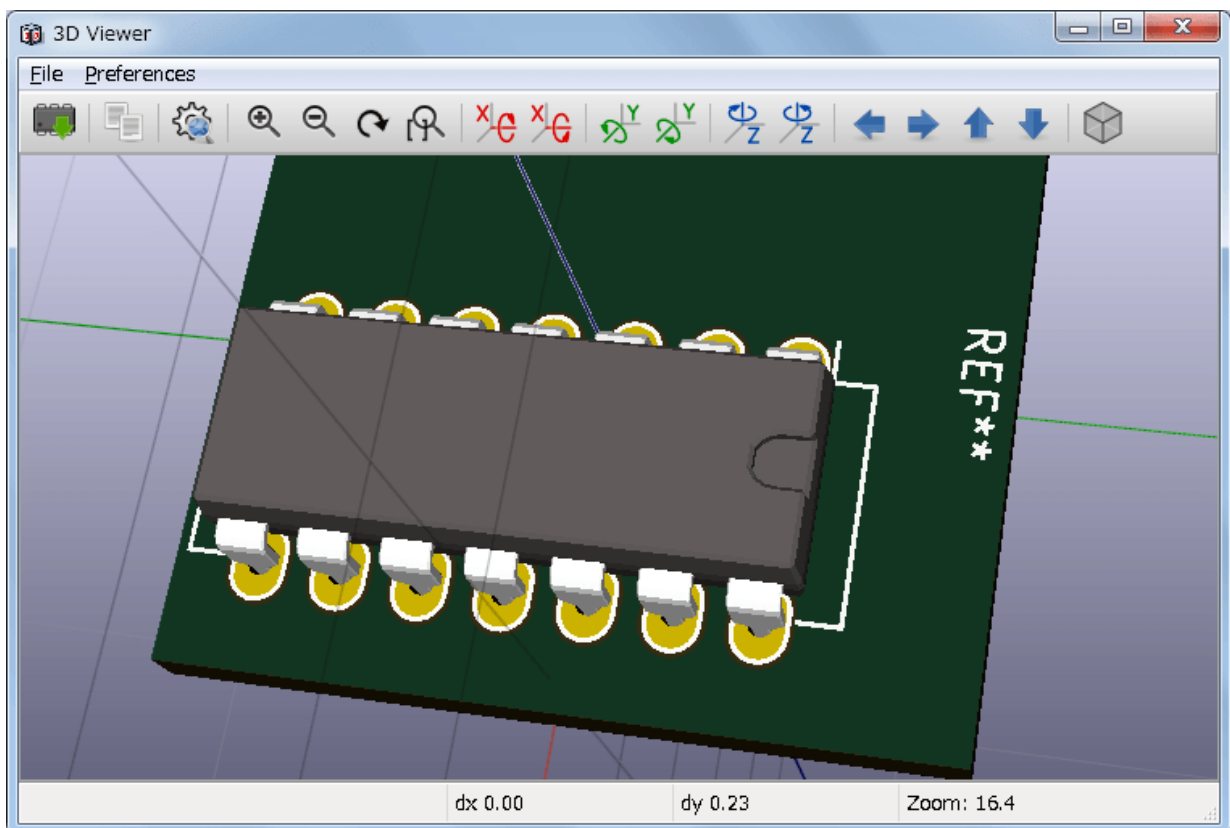 3D Viewer
File Preferences
X X Y Y Z Z
REF**
dx 0.00 dy 0.23 Zoom: 16.4